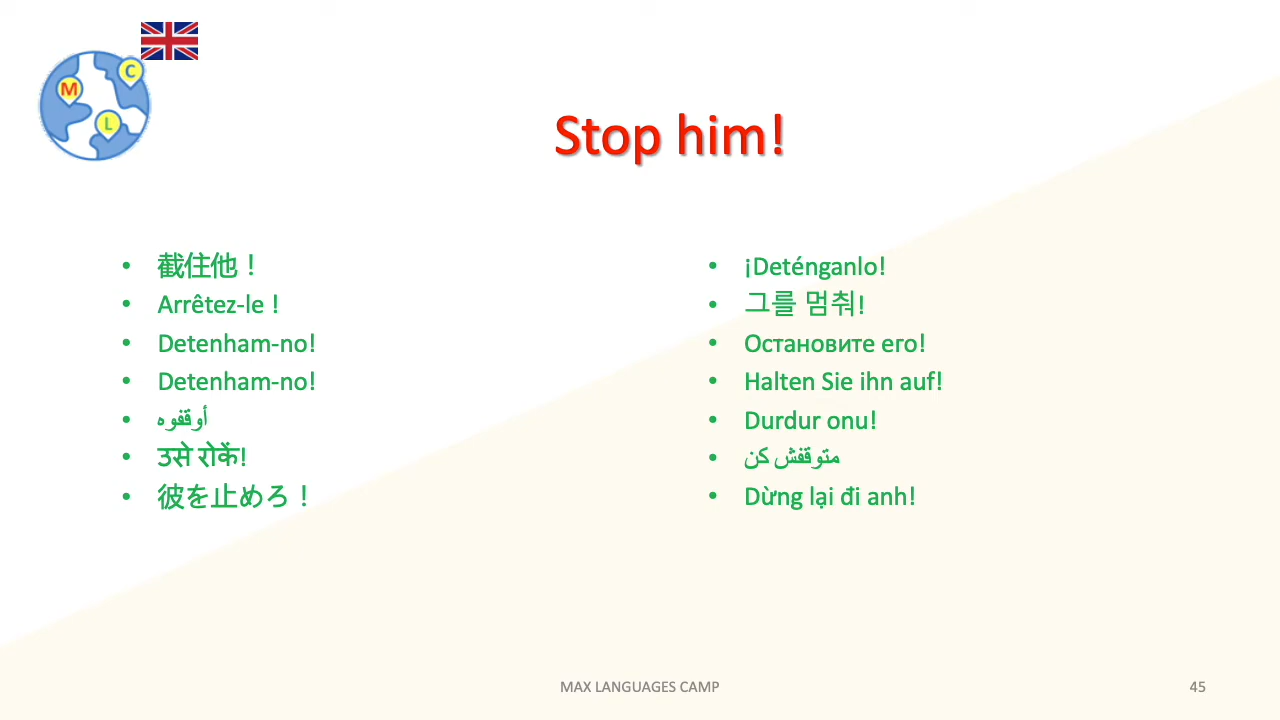 C
M
L
Stop him!
截住他！
Arrêtez-le !
Detenham-no!
Detenham-no!
أوقفوه
उसे रोकें!
彼を止めろ！
¡Deténganlo!
그를 멈춰!
Остановите его!
Halten Sie ihn auf!
Durdur onu!
متوقفش کن
Dừng lại đi anh!
MAX LANGUAGES CAMP
45